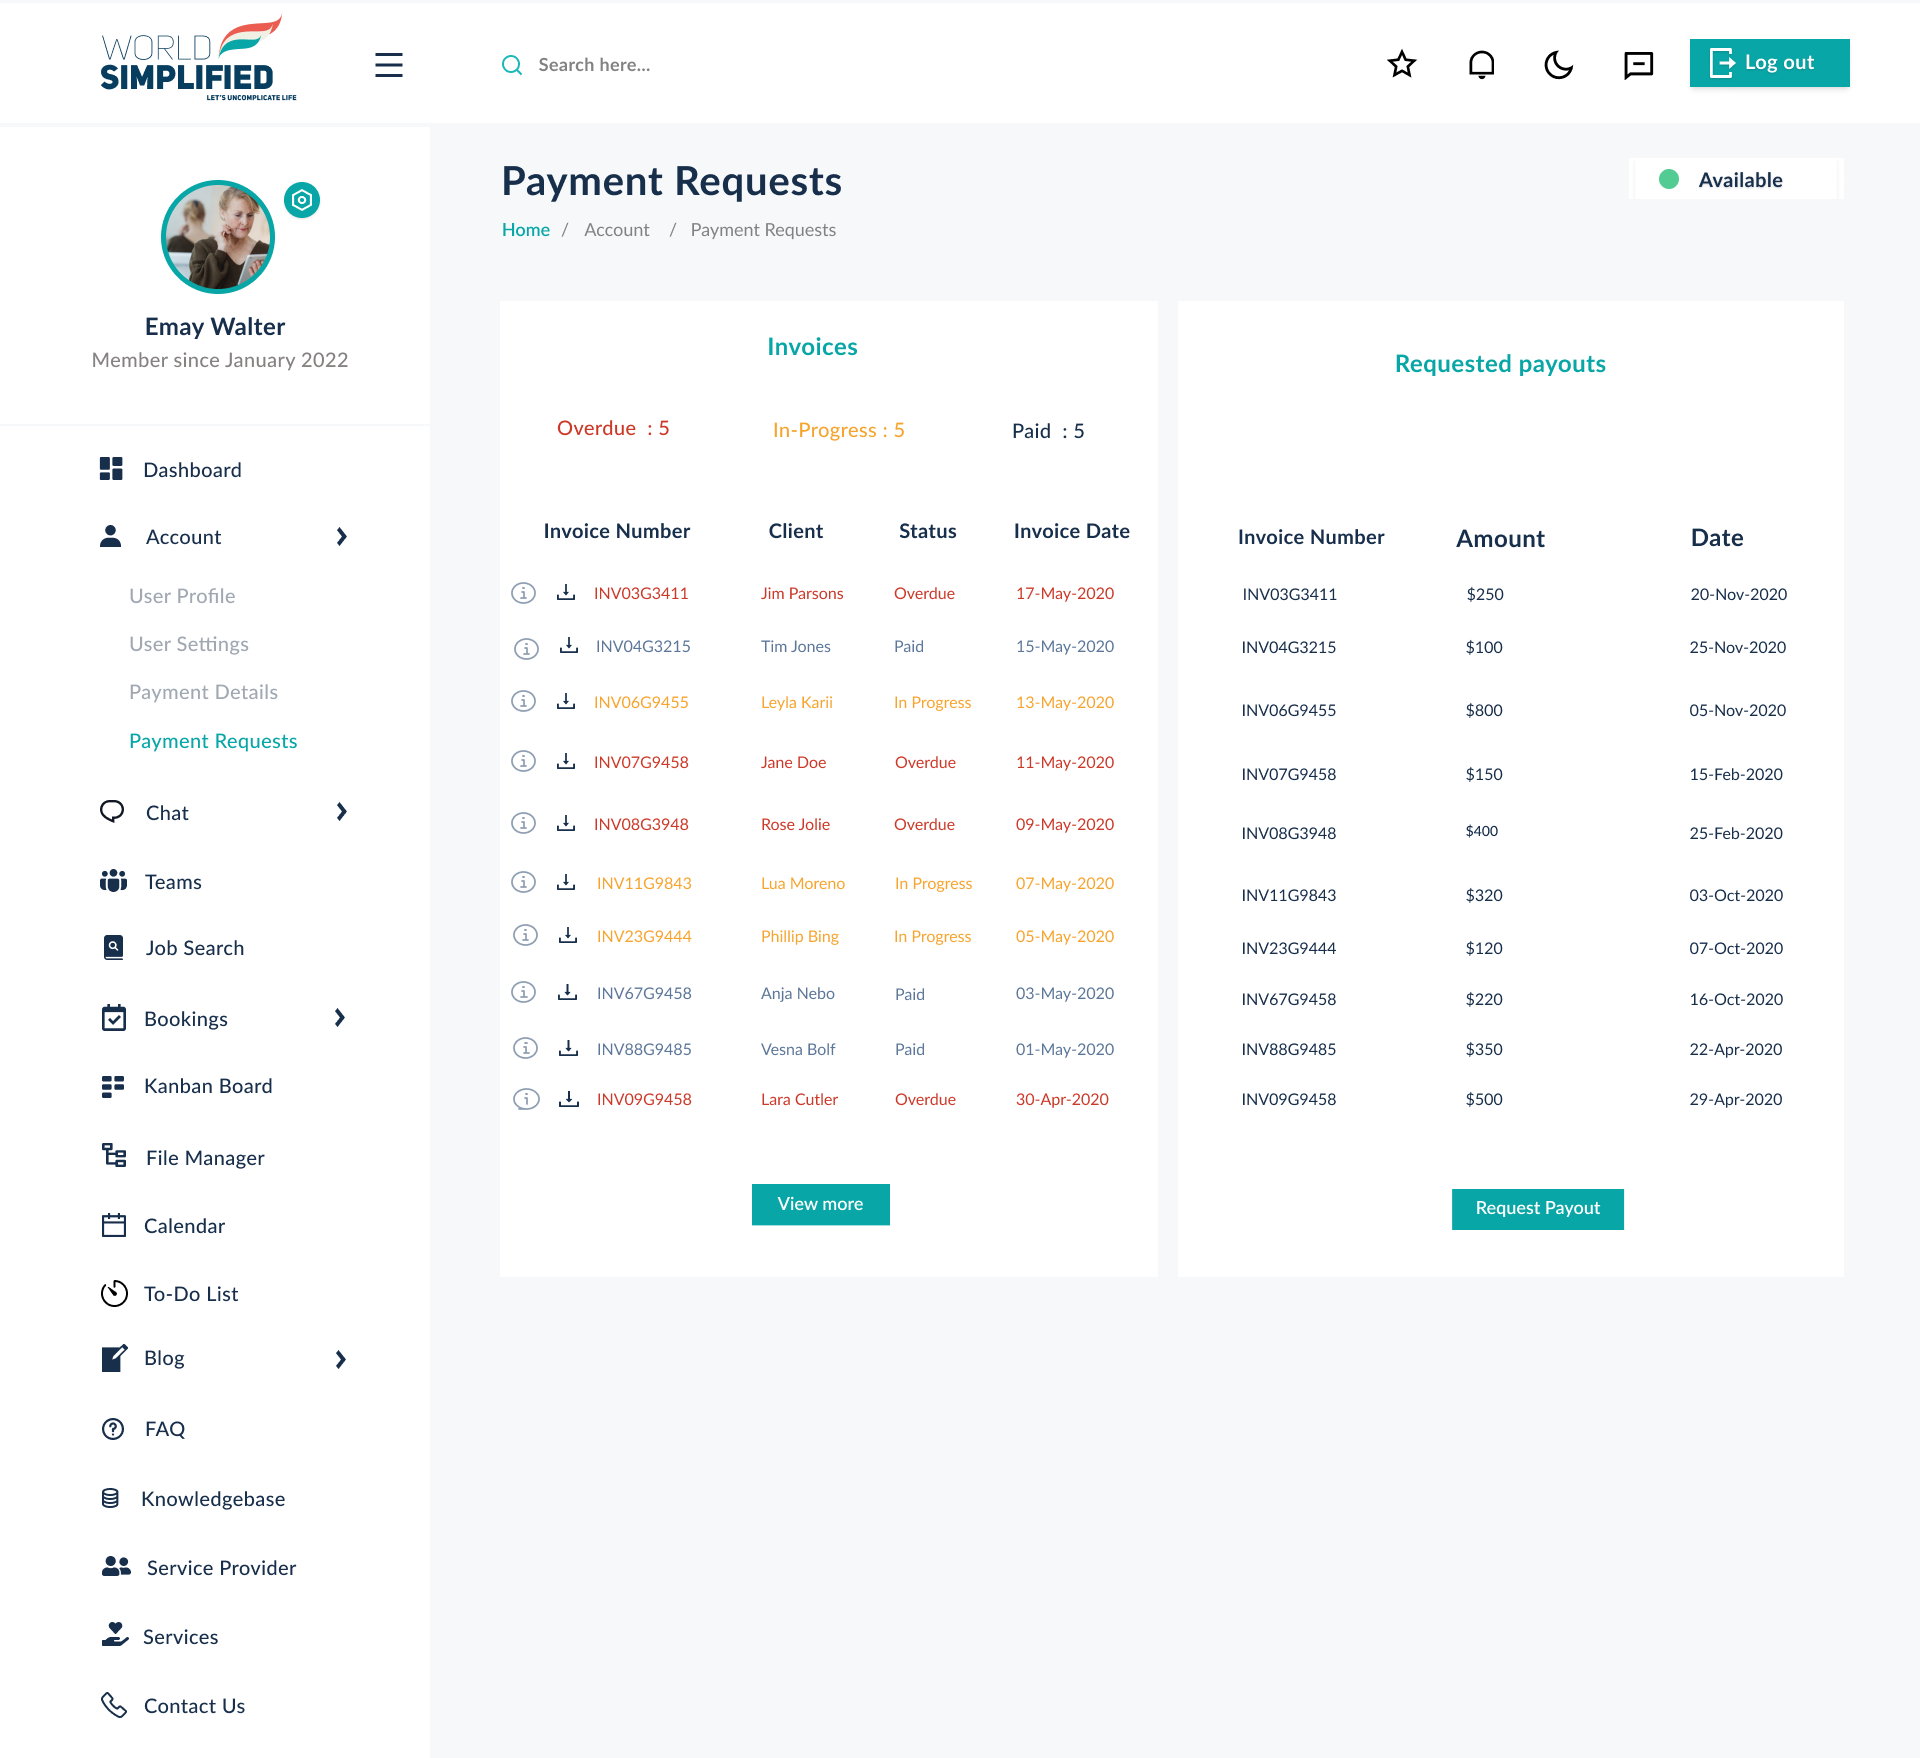 WORLD
SIMPLIFIED
LET'S UNCOMPLICATE LIFE
Search here...
Log out
Emay Walter
Member since January 2022
Dashboard
Account
User Profile
User Settings
Payment Details
Payment Requests
Chat
Teams
Job Search
Bookings
Kanban Board
File Manager
Calendar
To-Do List
Blog
FAQ
Knowledgebase
Service Provider
Services
Contact Us
Payment Requests
Available
Home / Account / Payment Requests
Invoices
Overdue : 5 In-Progress : 5 Paid : 5
Invoice Number Client Status Invoice Date
INV03G3411 Jim Parsons Overdue 17-May-2020
INV04G3215 Tim Jones Paid 15-May-2020
INV06G9455 Leyla Karii In Progress 13-May-2020
INV07G9458 Jane Doe Overdue 11-May-2020
INV08G3948 Rose Jolie Overdue 09-May-2020
INV11G9843 Lua Moreno In Progress 07-May-2020
INV23G9444 Phillip Bing In Progress 05-May-2020
INV67G9458 Anja Nebo Paid 03-May-2020
INV88G9485 Vesna Bolf Paid 01-May-2020
INV09G9458 Lara Cutler Overdue 30-Apr-2020
View more
Requested payouts
Invoice Number Amount Date
INV03G3411 $250 20-Nov-2020
INV04G3215 $100 25-Nov-2020
INV06G9455 $800 05-Nov-2020
INV07G9458 $150 15-Feb-2020
INV08G3948 $400 25-Feb-2020
INV11G9843 $320 03-Oct-2020
INV23G9444 $120 07-Oct-2020
INV67G9458 $220 16-Oct-2020
INV88G9485 $350 22-Apr-2020
INV09G9458 $500 29-Apr-2020
Request Payout